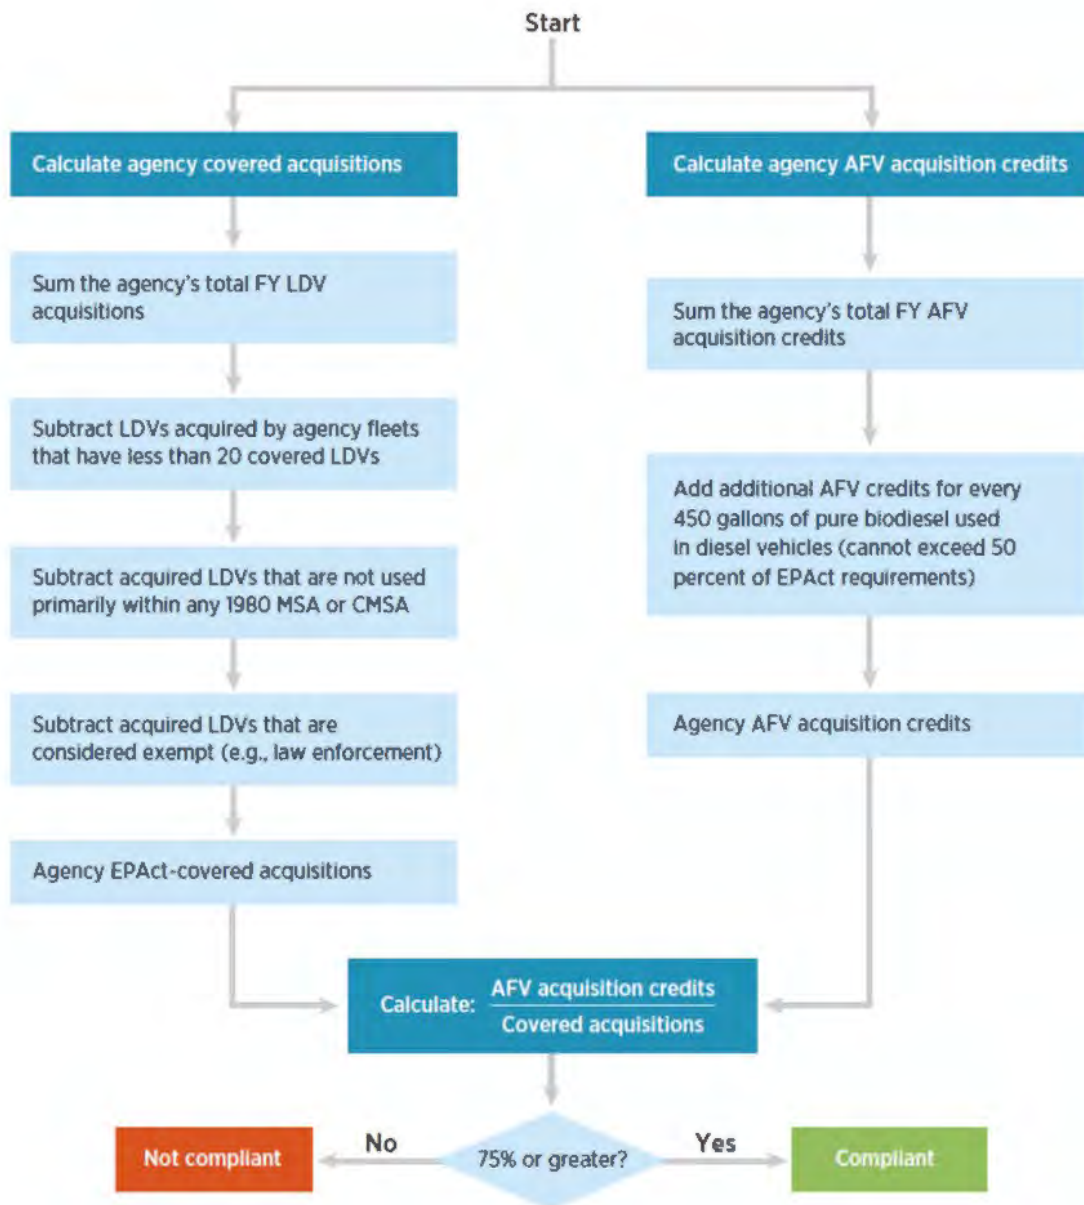 Start
Calculate agency covered acquisitions
Sum the agency's total FY LDV
acquisitions
Subtract LDVs acquired by agency fleets
that have less than 20 covered LDVs
Subtract acquired LDVs that are not used
primarily within any 1980 MSA or CMSA
Subtract acquired LDVs that are
considered exempt (e.g., law enforcement)
Agency EPAct-covered acquisitions
Calculate agency AFV acquisition credits
Sum the agency's total FY AFV
acquisition credits
Add additional AFV credits for every
450 gallons of pure biodiesel used
in diesel vehicles (cannot exceed 50
percent of EPAct requirements)
Agency AFV acquisition credits
Calculate: AFV acquisition credits
Covered acquisitions
75% or greater?
No
Not compliant
Yes
Compliant